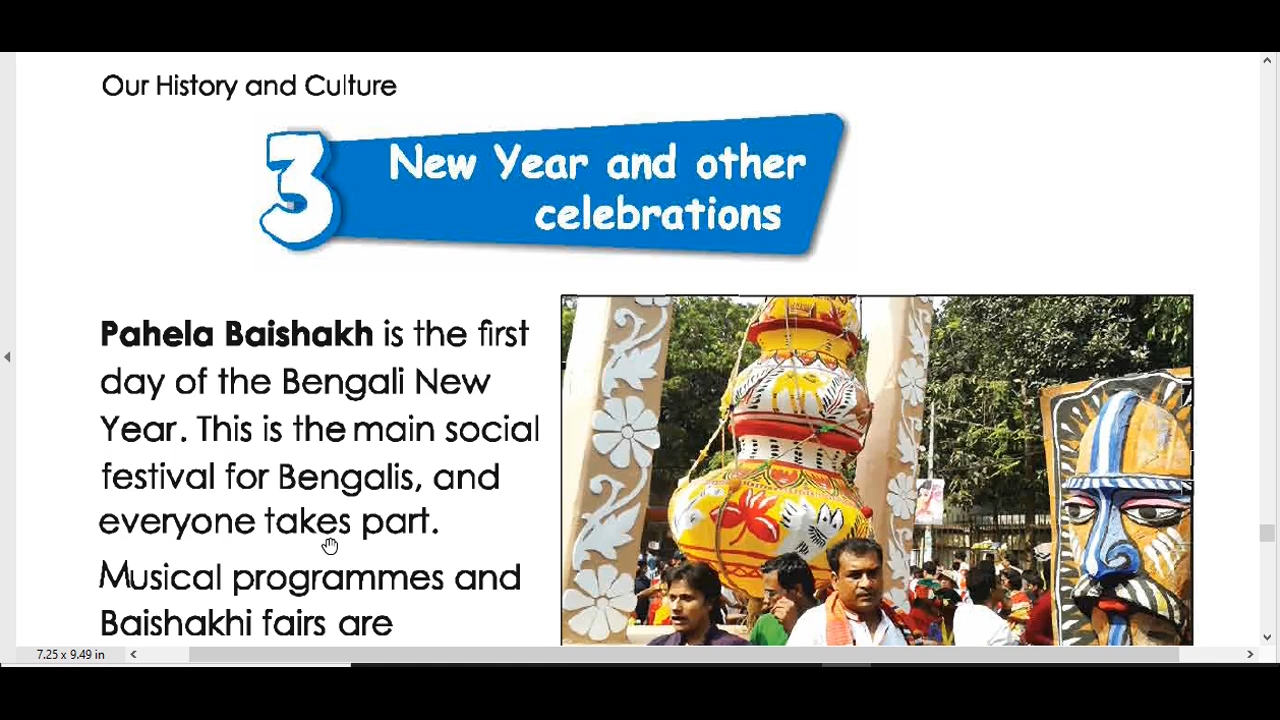 Our History and Culture
3
New Year and other
celebrations
Pahela Baishakh is the first
day of the Bengali New
Year. This is the main social
festival for Bengalis, and
everyone takes part.
Musical programmes and
Baishakhi fairs are
7.25 x 9.49 in